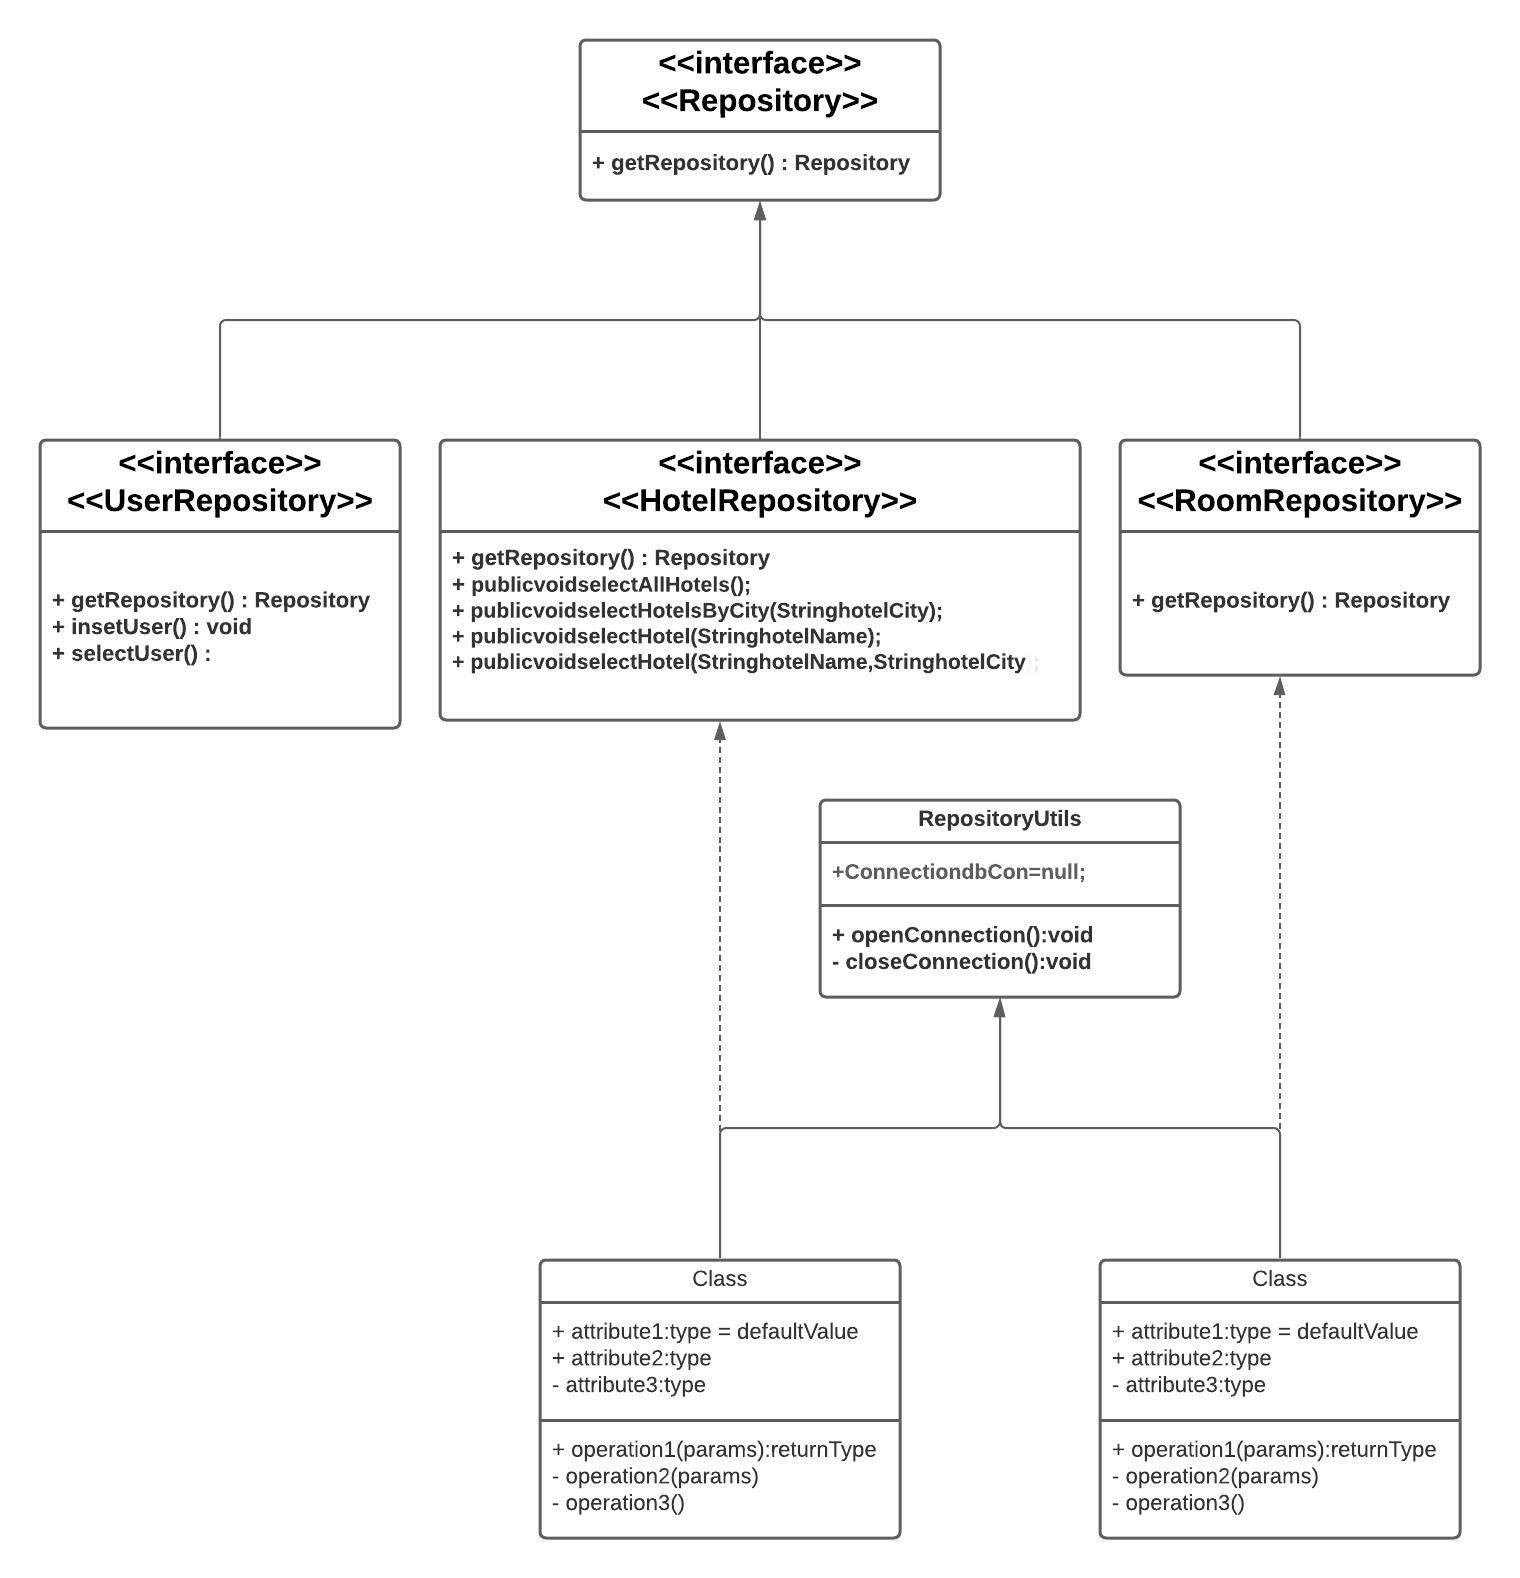 <<interface>>
<<Repository>>
+ getRepository() : Repository
<<interface>>
<<UserRepository>>
+ getRepository() : Repository
+ insetUser() : void
+ selectUser() :
<<interface>>
<<HotelRepository>>
+ getRepository() : Repository
+ publicvoidselectAllHotels();
+ publicvoidselectHotelsByCity(StringhotelCity);
+ publicvoidselectHotel(StringhotelName);
+ publicvoidselectHotel(StringhotelName,StringhotelCity);
<<interface>>
<<RoomRepository>>
+ getRepository() : Repository
RepositoryUtils
+ConnectiondbCon=null;
+ openConnection():void
- closeConnection():void
Class
+ attribute1:type = defaultValue
+ attribute2:type
- attribute3:type
+ operation1(params):returnType
- operation2(params)
- operation3()
Class
+ attribute1:type = defaultValue
+ attribute2:type
- attribute3:type
+ operation1(params):returnType
- operation2(params)
- operation3()